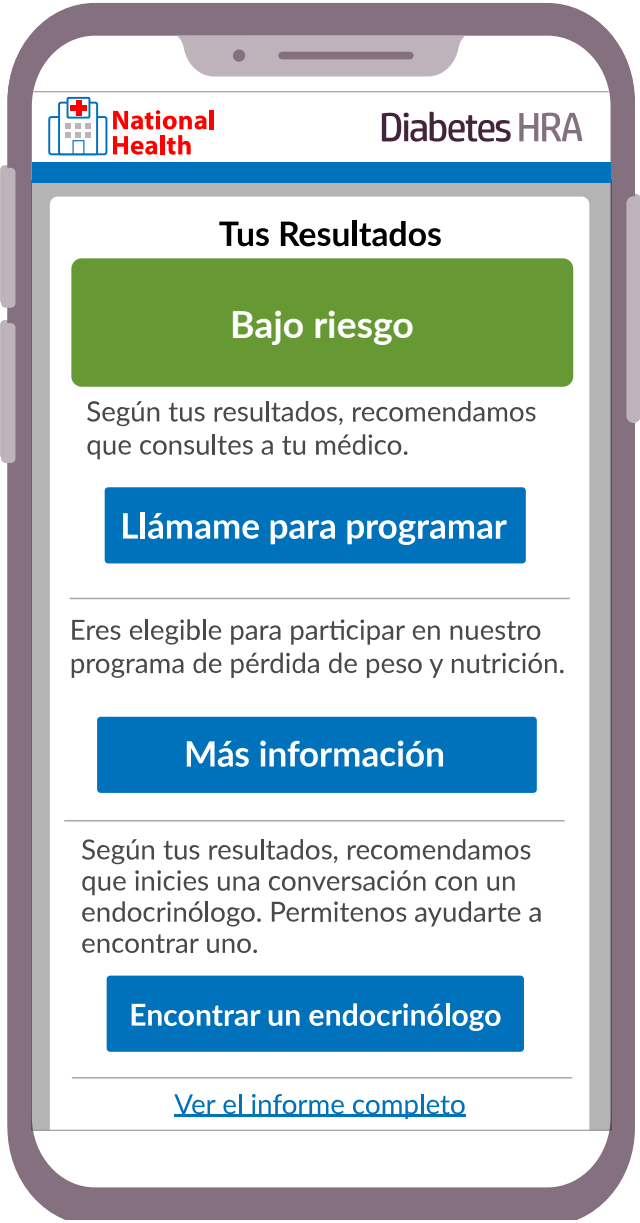 National
Health
Diabetes HRA
Tus Resultados
Bajo riesgo
Según tus resultados, recomendamos
que consultes a tu médico.
Llámame para programar
Eres elegible para participar en nuestro
programa de pérdida de peso y nutrición.
Más información
Según tus resultados, recomendamos
que inicies una conversación con un
endocrinólogo. Permitenos ayudarte a
encontrar uno.
Encontrar un endocrinólogo
Ver el informe completo